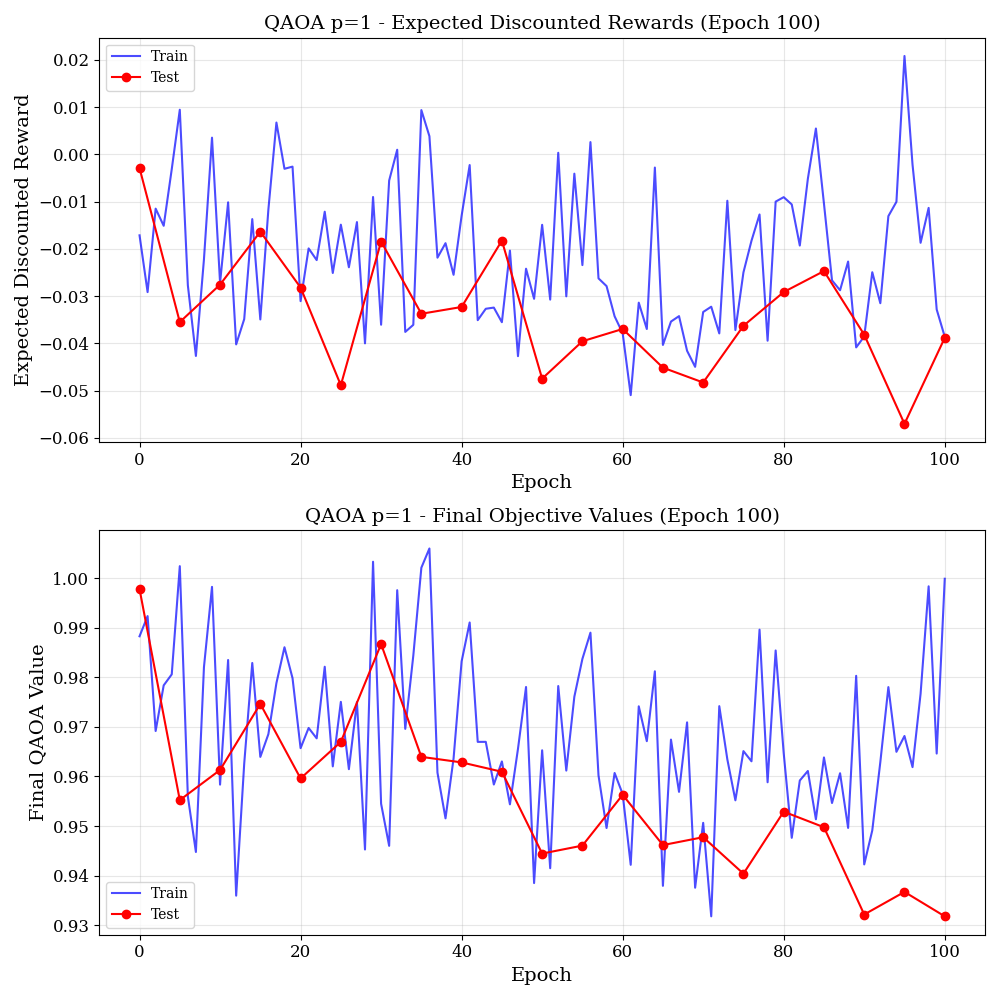 QAOA p=1 - Expected Discounted Rewards (Epoch 100)
Train
Test
Expected Discounted Reward
0.02
0.01
0.00
−0.01
−0.02
−0.03
−0.04
−0.05
−0.06
0 20 40 60 80 100
Epoch
QAOA p=1 - Final Objective Values (Epoch 100)
Final QAOA Value
1.00
0.99
0.98
0.97
0.96
0.95
0.94
0.93
Train
Test
0 20 40 60 80 100
Epoch